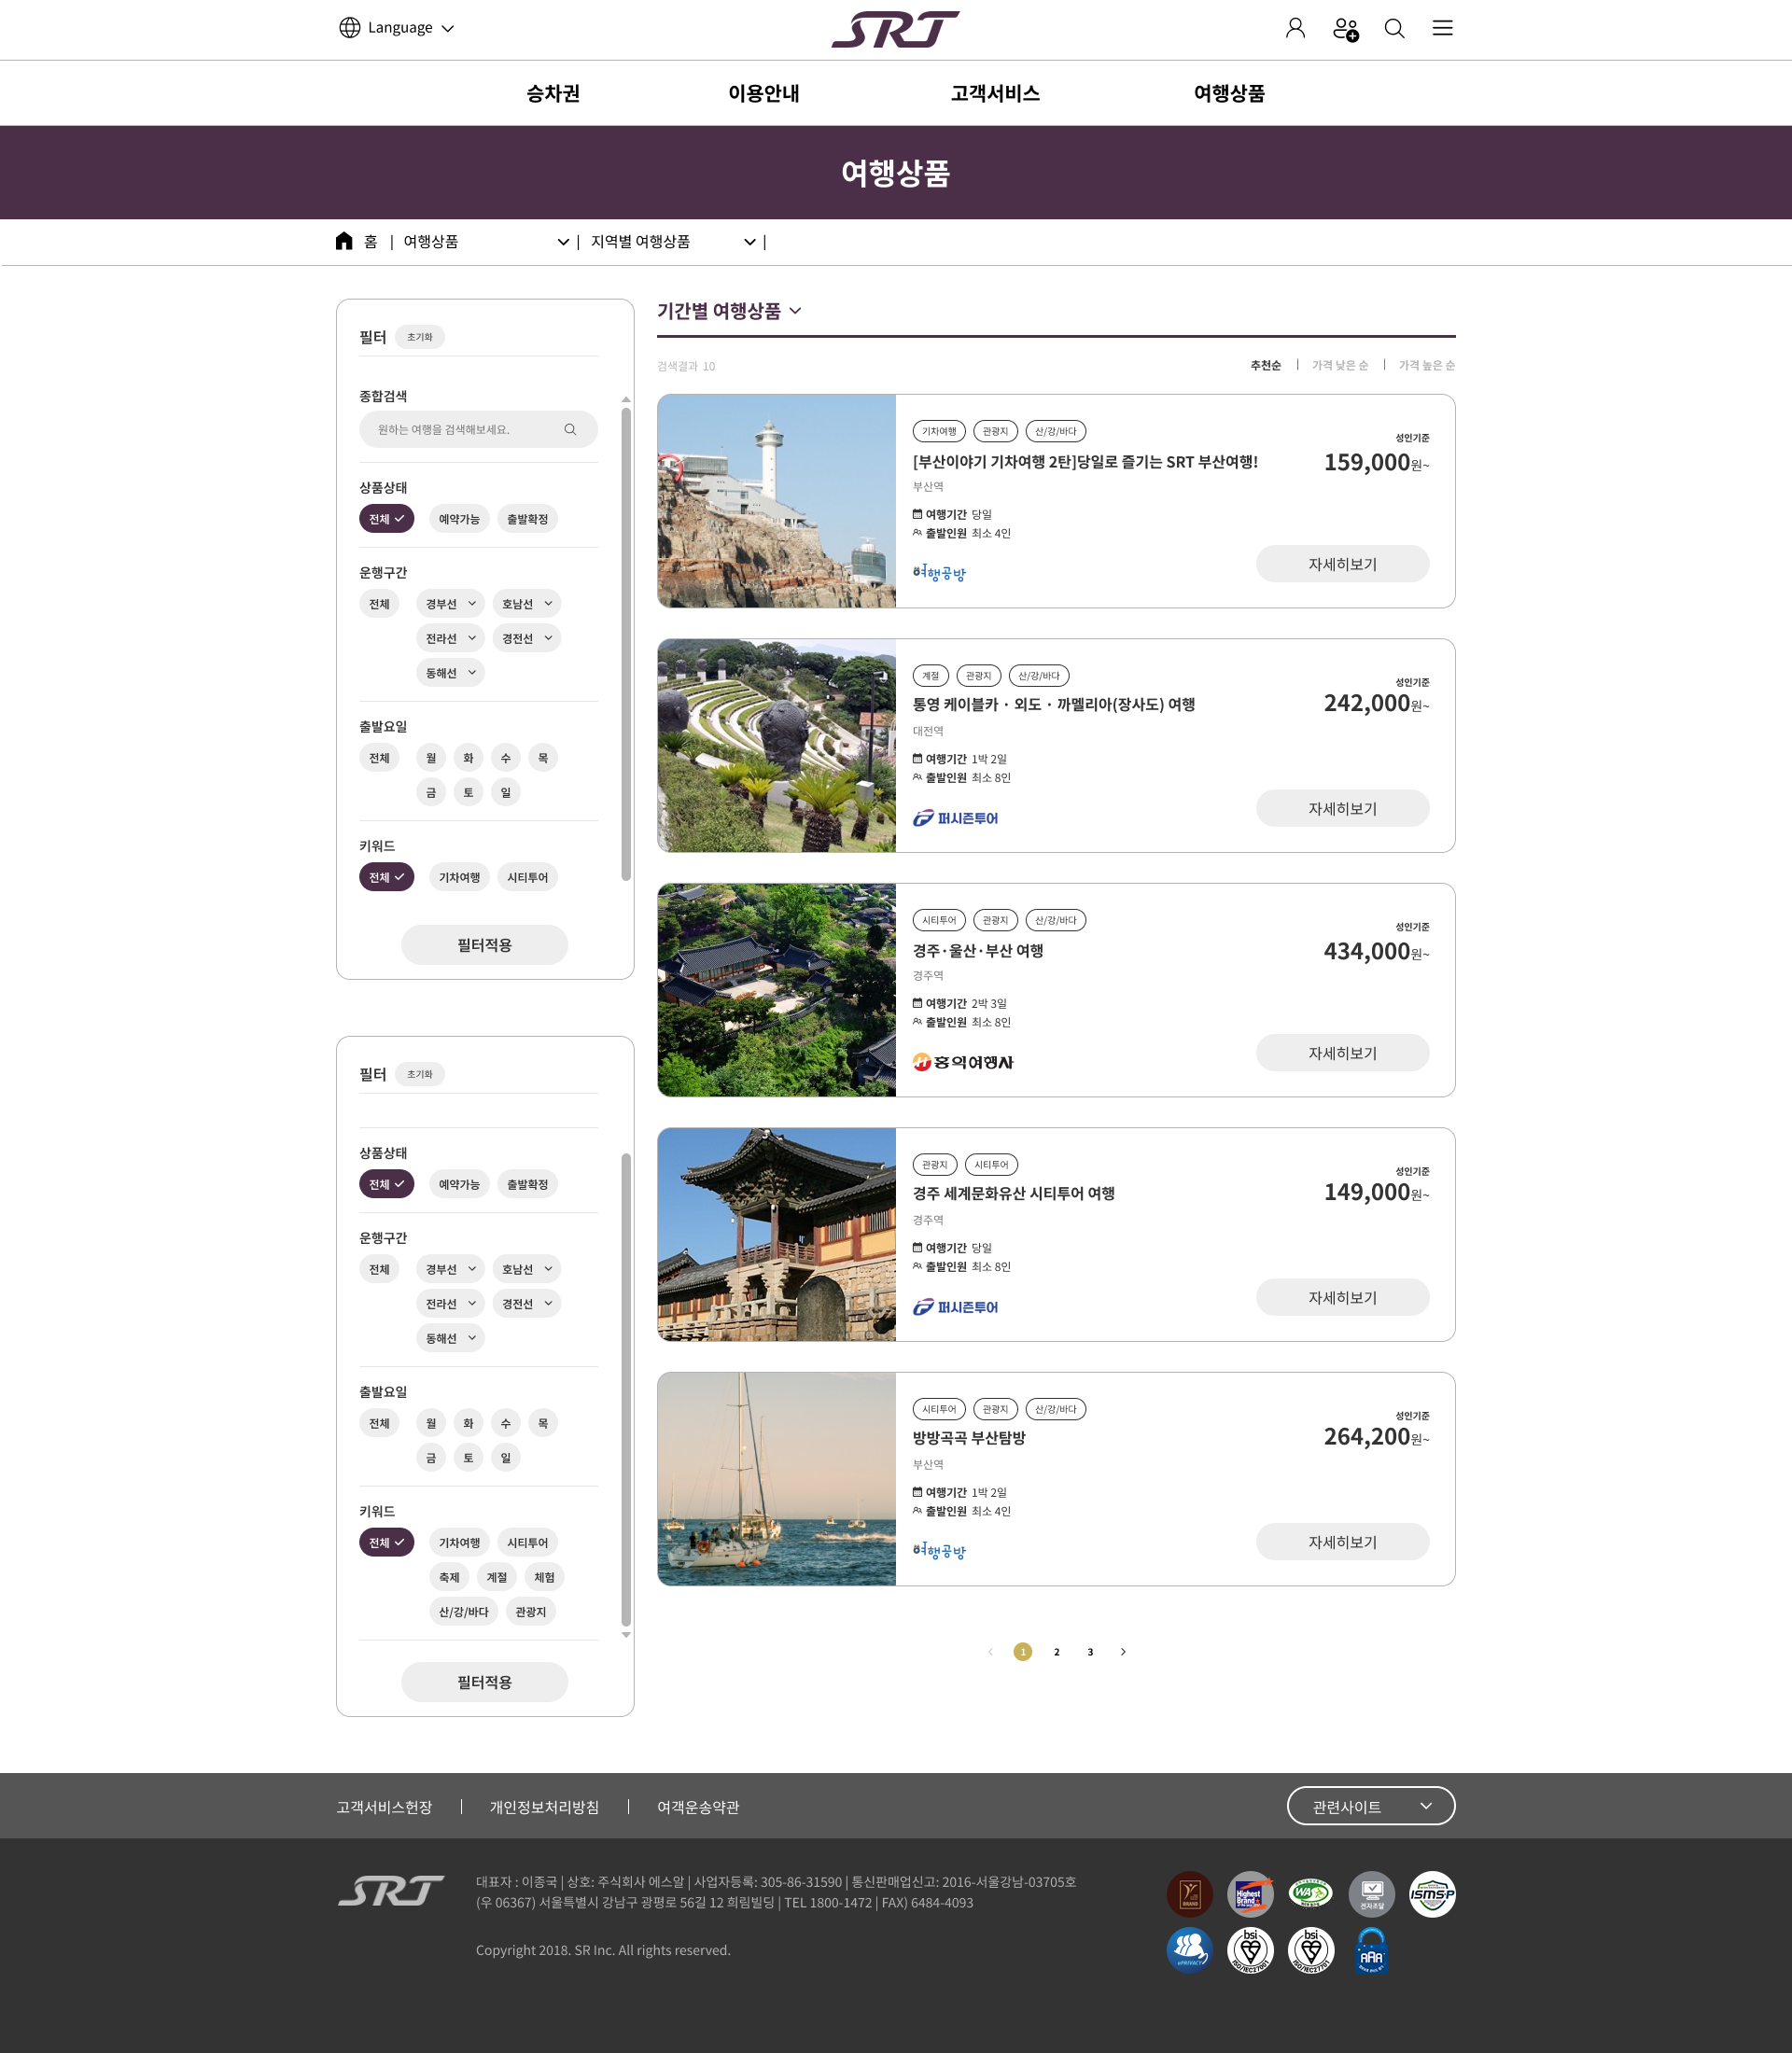 Language
SRT
승차권 이용안내 고객서비스 여행상품
여행상품
홈 | 여행상품 | 지역별 여행상품 |
필터 초기화
종합검색
원하는 여행을 검색해보세요.
상품상태
전체 예약가능 출발확정
운행구간
전체 경부선 호남선
전라선 경전선
동해선
출발요일
전체 월 화 수 목
금 토 일
키워드
전체 기차여행 시티투어
필터적용
필터 초기화
상품상태
전체 예약가능 출발확정
운행구간
전체 경부선 호남선
전라선 경전선
동해선
출발요일
전체 월 화 수 목
금 토 일
키워드
전체 기차여행 시티투어
축제 계절 체험
산/강/바다 관광지
필터적용
기간별 여행상품
검색결과 10
추천순 | 가격 낮은 순 | 가격 높은 순
기차여행 관광지 산/강/바다
성인기준
[부산이야기 기차여행 2탄]당일로 즐기는 SRT 부산여행!
159,000원~
부산역
여행기간 당일
출발인원 최소 4인
자세히보기
여행공방
계절 관광지 산/강/바다
성인기준
통영 케이블카 · 외도 · 까멜리아(장사도) 여행
242,000원~
대전역
여행기간 1박 2일
출발인원 최소 8인
자세히보기
퍼시즌투어
시티투어 관광지 산/강/바다
성인기준
경주·울산·부산 여행
434,000원~
경주역
여행기간 2박 3일
출발인원 최소 8인
자세히보기
홍익여행사
관광지 시티투어
성인기준
경주 세계문화유산 시티투어 여행
149,000원~
경주역
여행기간 당일
출발인원 최소 8인
자세히보기
퍼시즌투어
시티투어 관광지 산/강/바다
성인기준
방방곡곡 부산탐방
264,200원~
부산역
여행기간 1박 2일
출발인원 최소 4인
자세히보기
여행공방
1 2 3
고객서비스헌장 | 개인정보처리방침 | 여객운송약관
관련사이트
SRT
대표자 : 이종국 | 상호: 주식회사 에스알 | 사업자등록: 305-86-31590 | 통신판매업신고: 2016-서울강남-03705호
(우 06367) 서울특별시 강남구 광평로 56길 12 희림빌딩 | TEL 1800-1472 | FAX) 6484-4093
Copyright 2018. SR Inc. All rights reserved.
BRAND
Highest Brand
WA
전자조달
ISMS-P
ePRIVACY
bsi
ISO/IEC 27001
bsi
ISO/IEC 27701
AAA